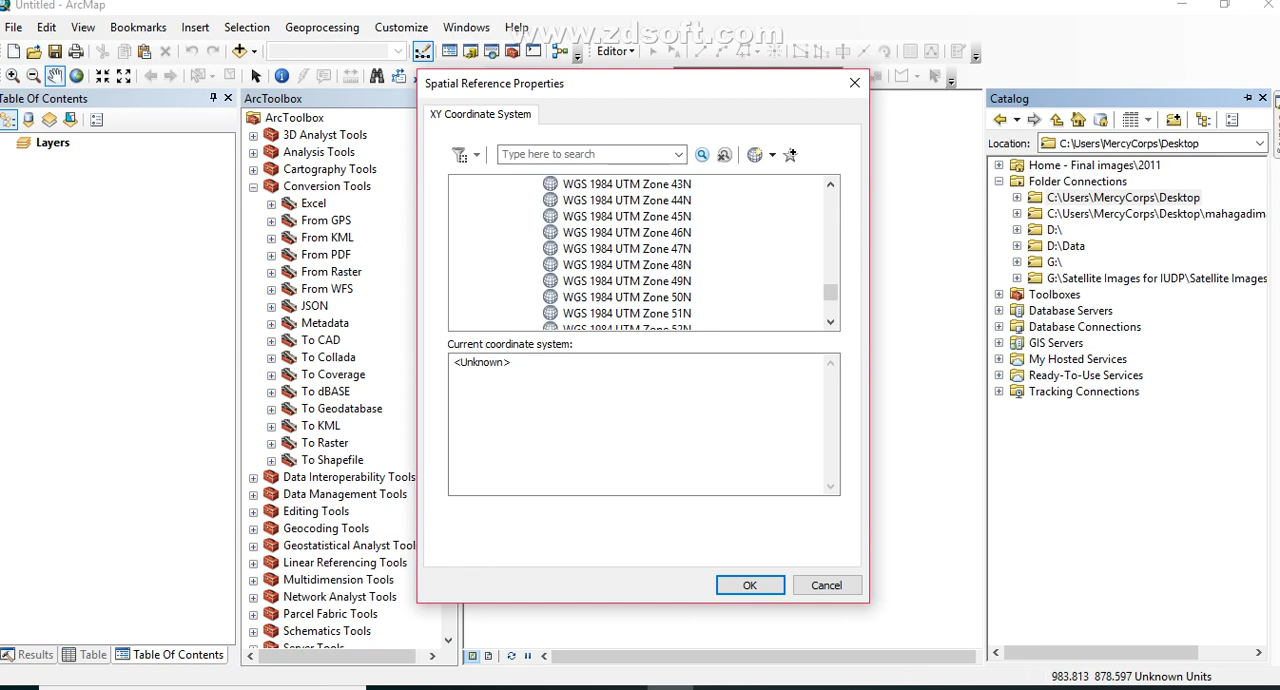 Untitled - ArcMap
File Edit View Bookmarks Insert Selection Geoprocessing Customize Windows Help
www.zdsoft.com
Editor
Table Of Contents
Layers
ArcToolbox
ArcToolbox
3D Analyst Tools
Analysis Tools
Cartography Tools
Conversion Tools
Excel
From GPS
From KML
From PDF
From Raster
From WFS
JSON
Metadata
To CAD
To Collada
To Coverage
To dBASE
To Geodatabase
To KML
To Raster
To Shapefile
Data Interoperability Tools
Data Management Tools
Editing Tools
Geocoding Tools
Geostatistical Analyst Tool
Linear Referencing Tools
Multidimension Tools
Network Analyst Tools
Parcel Fabric Tools
Schematics Tools
Server Tools
Spatial Reference Properties
XY Coordinate System
Type here to search
WGS 1984 UTM Zone 43N
WGS 1984 UTM Zone 44N
WGS 1984 UTM Zone 45N
WGS 1984 UTM Zone 46N
WGS 1984 UTM Zone 47N
WGS 1984 UTM Zone 48N
WGS 1984 UTM Zone 49N
WGS 1984 UTM Zone 50N
WGS 1984 UTM Zone 51N
WGS 1984 UTM Zone 52N
Current coordinate system:
<Unknown>
OK Cancel
Catalog
Location: C:\Users\MercyCorps\Desktop
Home - Final images\2011
Folder Connections
C:\Users\MercyCorps\Desktop
C:\Users\MercyCorps\Desktop\mahagadima
D:\
D:\Data
G:\
G:\Satellite Images for IUDP\Satellite Images
Toolboxes
Database Servers
Database Connections
GIS Servers
My Hosted Services
Ready-To-Use Services
Tracking Connections
Results Table Table Of Contents
983.813 878.597 Unknown Units